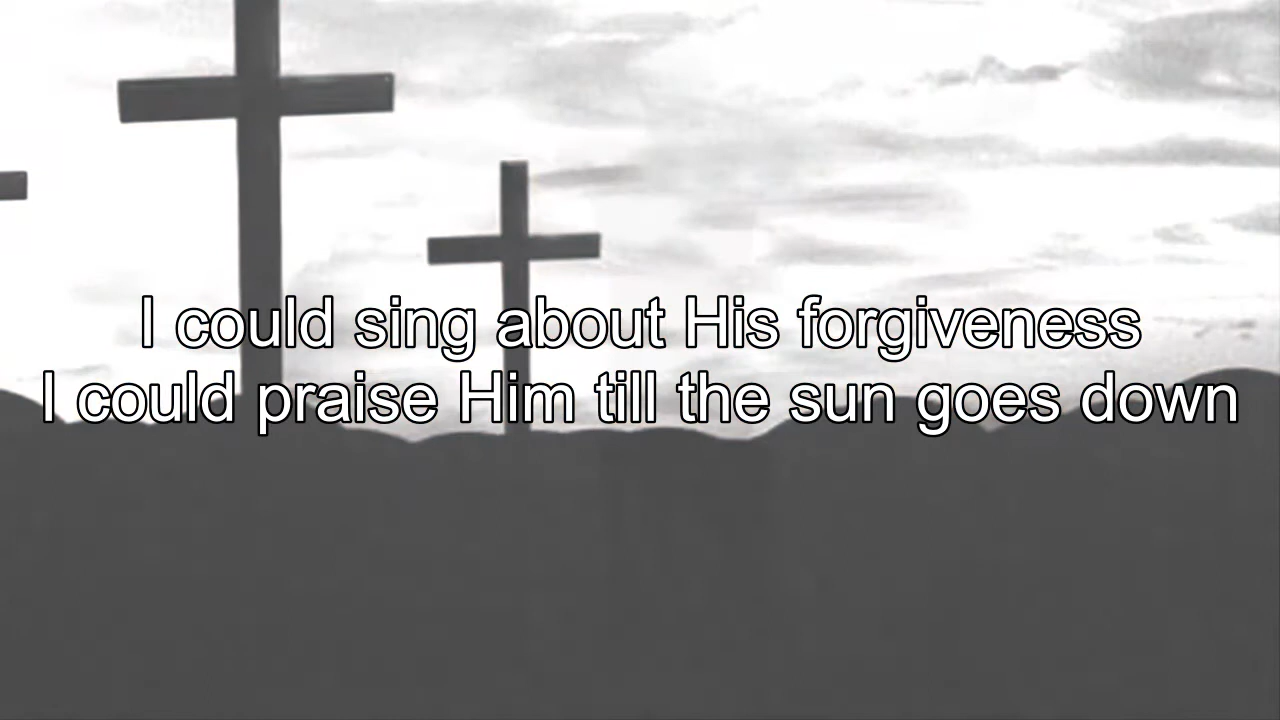 I could sing about His forgiveness
I could praise Him till the sun goes down